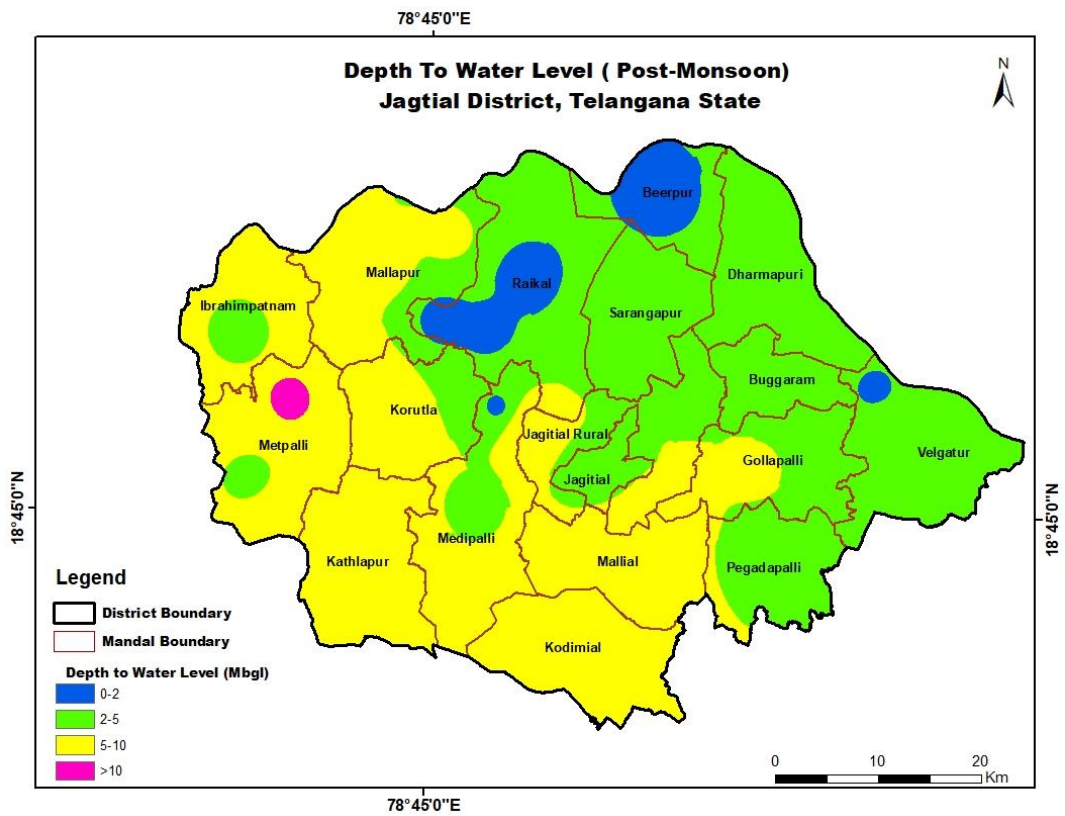 78°45'0"E
Depth To Water Level ( Post-Monsoon)
Jagtial District, Telangana State
N
Beerpur
Mallapur
Raikal
Dharmapuri
Ibrahimpatnam
Sarangapur
Buggaram
Korutla
Jagitial Rural
Metpalli
Gollapalli
Velgatur
Jagitial
18°45'0"N
18°45'0"N
Medipalli
Kathlapur
Mallial
Pegadapalli
Kodimial
Legend
District Boundary
Mandal Boundary
Depth to Water Level (Mbgl)
0-2
2-5
5-10
>10
0 10 20
Km
78°45'0"E